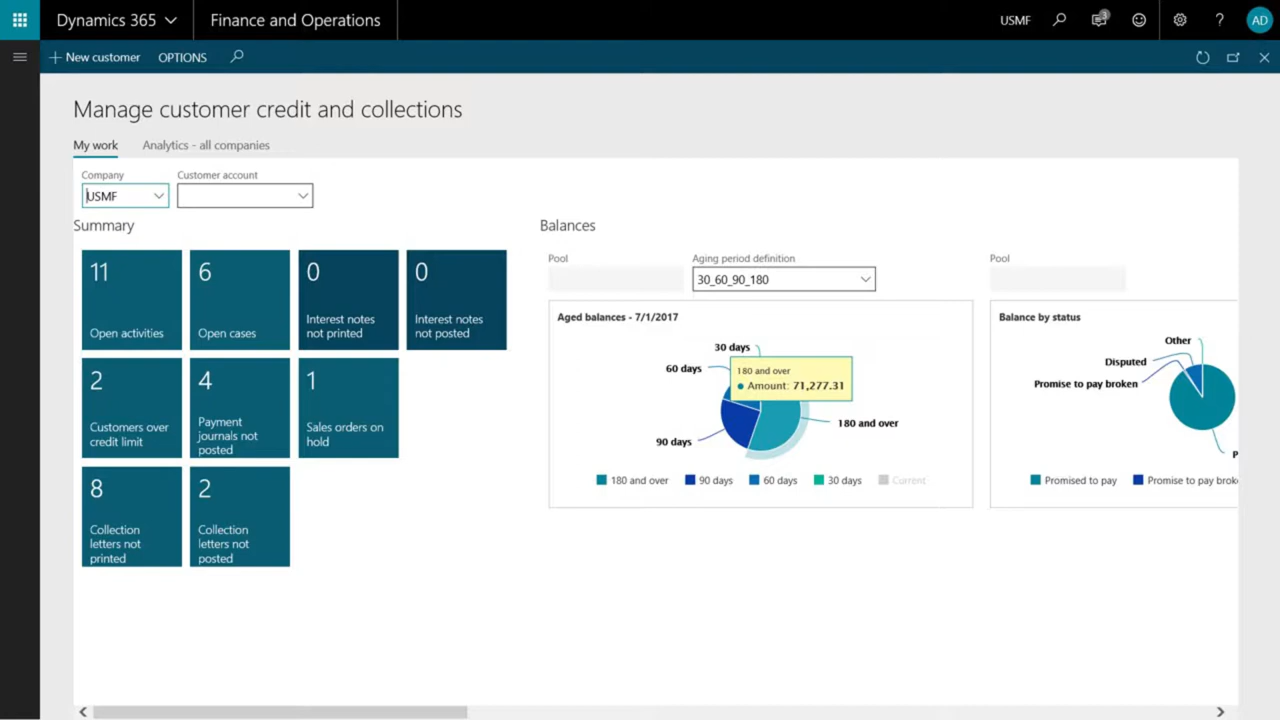 Dynamics 365
Finance and Operations
USMF
3
?
AD
+ New customer
OPTIONS
Manage customer credit and collections
My work
Analytics - all companies
Company
Customer account
USMF
Summary
11
Open activities
6
Open cases
0
Interest notes
not printed
0
Interest notes
not posted
2
Customers over
credit limit
4
Payment
journals not
posted
1
Sales orders on
hold
8
Collection
letters not
printed
2
Collection
letters not
posted
Balances
Pool
Aging period definition
30_60_90_180
Aged balances - 7/1/2017
30 days
60 days
180 and over
Amount: 71,277.31
180 and over
90 days
180 and over
90 days
60 days
30 days
Current
Pool
Balance by status
Other
Disputed
Promise to pay broken
P
Promised to pay
Promise to pay brok